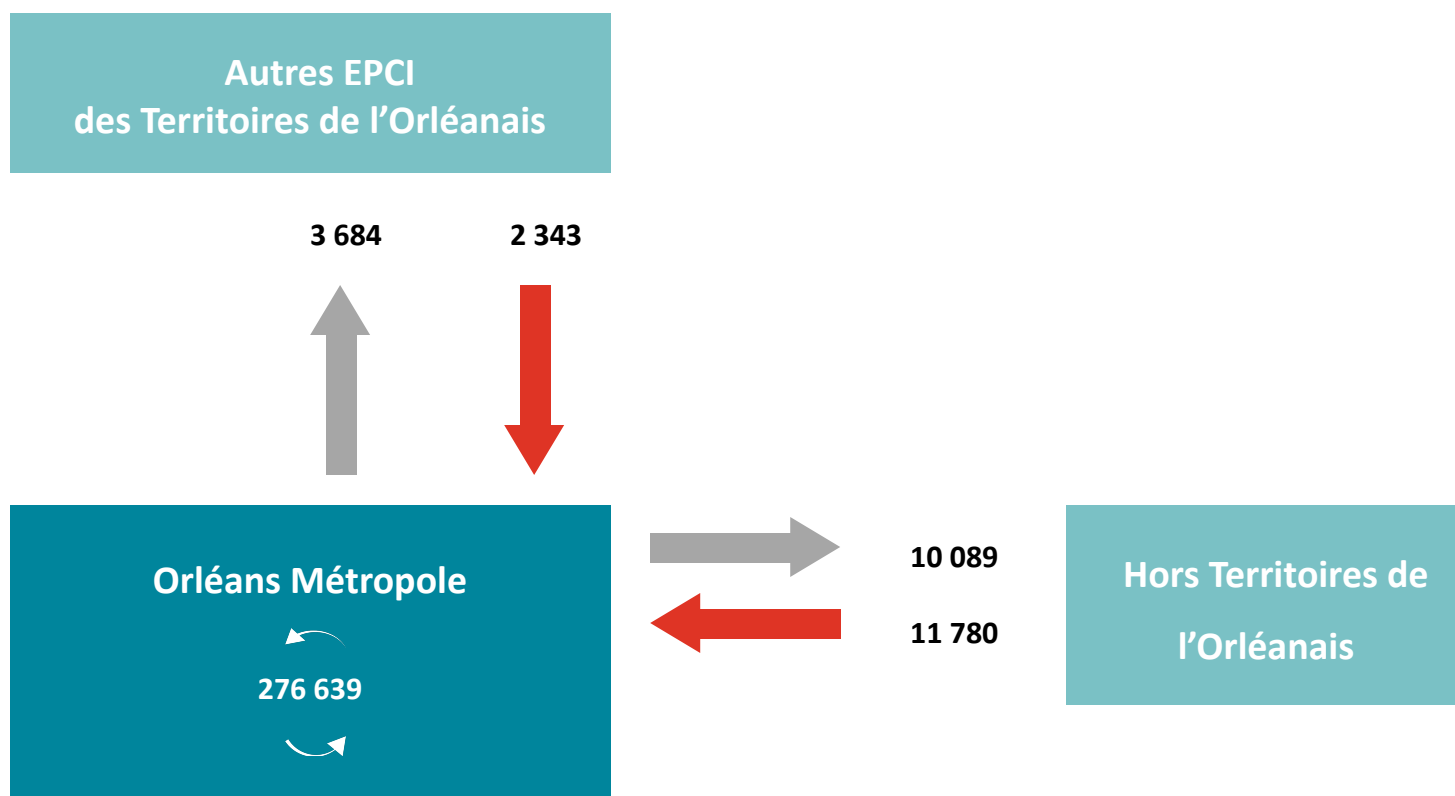 Autres EPCI
des Territoires de l’Orléanais
3 684
2 343
Orléans Métropole
276 639
10 089
11 780
Hors Territoires de
l’Orléanais